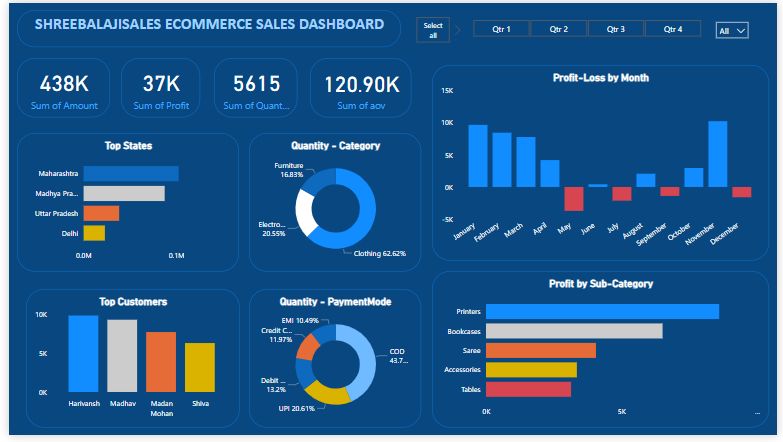 SHREEBALAJISALES ECOMMERCE SALES DASHBOARD
Select
all
Qtr 1
Qtr 2
Qtr 3
Qtr 4
All
438K
Sum of Amount
37K
Sum of Profit
5615
Sum of Quant...
120.90K
Sum of aov
Top States
Maharashtra
Madhya Pra...
Uttar Pradesh
Delhi
0.0M 0.1M
Quantity - Category
Furniture
16.83%
Electro...
20.55%
Clothing 62.62%
Profit-Loss by Month
15K
10K
5K
0K
-5K
January February March April May June July August September October November December
Top Customers
10K
5K
0K
Harivansh Madhav Madan Mohan Shiva
Quantity - PaymentMode
EMI 10.49%
Credit C...
11.97%
Debit ...
13.2%
UPI 20.61%
COD
43.7...
Profit by Sub-Category
Printers
Bookcases
Saree
Accessories
Tables
0K 5K ...